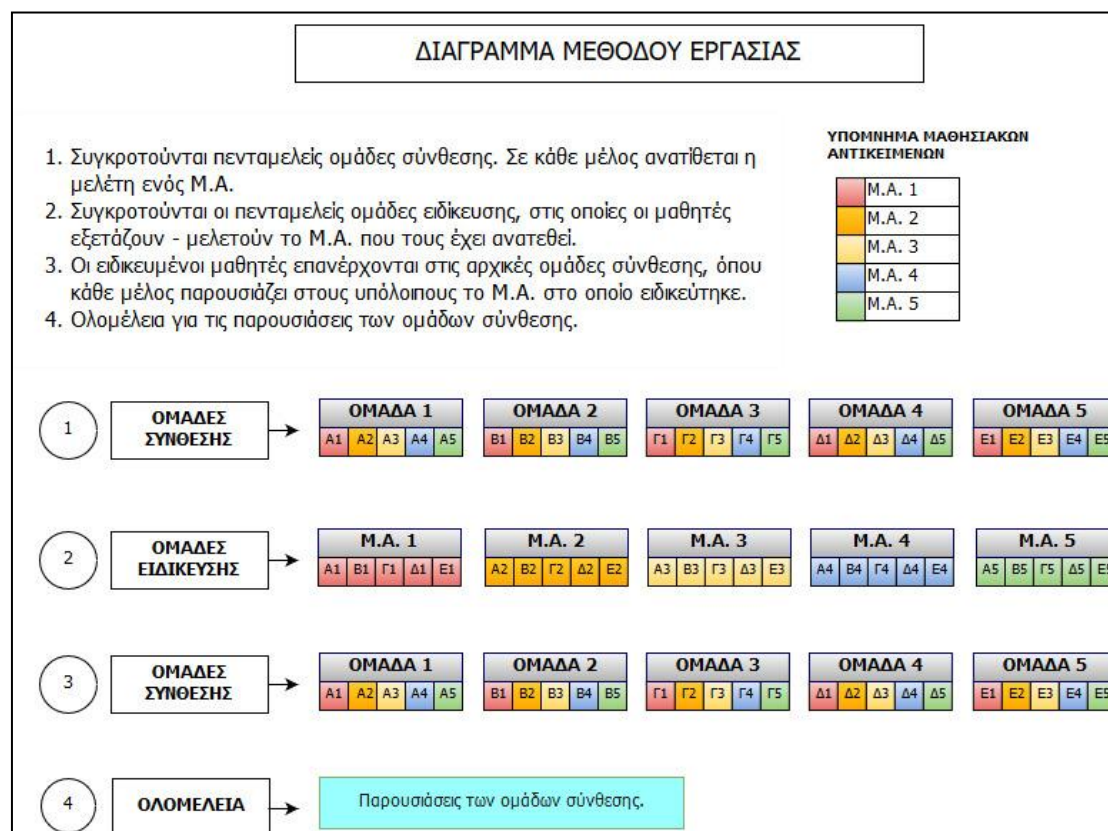 ΔΙΑΓΡΑΜΜΑ ΜΕΘΟΔΟΥ ΕΡΓΑΣΙΑΣ
1. Συγκροτούνται πενταμελείς ομάδες σύνθεσης. Σε κάθε μέλος ανατίθεται η
μελέτη ενός Μ.Α.
2. Συγκροτούνται οι πενταμελείς ομάδες ειδίκευσης, στις οποίες οι μαθητές
εξετάζουν - μελετούν το Μ.Α. που τους έχει ανατεθεί.
3. Οι ειδικευμένοι μαθητές επανέρχονται στις αρχικές ομάδες σύνθεσης, όπου
κάθε μέλος παρουσιάζει στους υπόλοιπους το Μ.Α. στο οποίο ειδικεύτηκε.
4. Ολομέλεια για τις παρουσιάσεις των ομάδων σύνθεσης.
ΥΠΟΜΝΗΜΑ ΜΑΘΗΣΙΑΚΩΝ
ΑΝΤΙΚΕΙΜΕΝΩΝ
Μ.Α. 1
Μ.Α. 2
Μ.Α. 3
Μ.Α. 4
Μ.Α. 5
1
ΟΜΑΔΕΣ
ΣΥΝΘΕΣΗΣ
ΟΜΑΔΑ 1 ΟΜΑΔΑ 2 ΟΜΑΔΑ 3 ΟΜΑΔΑ 4 ΟΜΑΔΑ 5
Α1 Α2 Α3 Α4 Α5 Β1 Β2 Β3 Β4 Β5 Γ1 Γ2 Γ3 Γ4 Γ5 Δ1 Δ2 Δ3 Δ4 Δ5 Ε1 Ε2 Ε3 Ε4 Ε5
2
ΟΜΑΔΕΣ
ΕΙΔΙΚΕΥΣΗΣ
Μ.Α. 1 Μ.Α. 2 Μ.Α. 3 Μ.Α. 4 Μ.Α. 5
Α1 Β1 Γ1 Δ1 Ε1 Α2 Β2 Γ2 Δ2 Ε2 Α3 Β3 Γ3 Δ3 Ε3 Α4 Β4 Γ4 Δ4 Ε4 Α5 Β5 Γ5 Δ5 Ε5
3
ΟΜΑΔΕΣ
ΣΥΝΘΕΣΗΣ
ΟΜΑΔΑ 1 ΟΜΑΔΑ 2 ΟΜΑΔΑ 3 ΟΜΑΔΑ 4 ΟΜΑΔΑ 5
Α1 Α2 Α3 Α4 Α5 Β1 Β2 Β3 Β4 Β5 Γ1 Γ2 Γ3 Γ4 Γ5 Δ1 Δ2 Δ3 Δ4 Δ5 Ε1 Ε2 Ε3 Ε4 Ε5
4
ΟΛΟΜΕΛΕΙΑ
Παρουσιάσεις των ομάδων σύνθεσης.